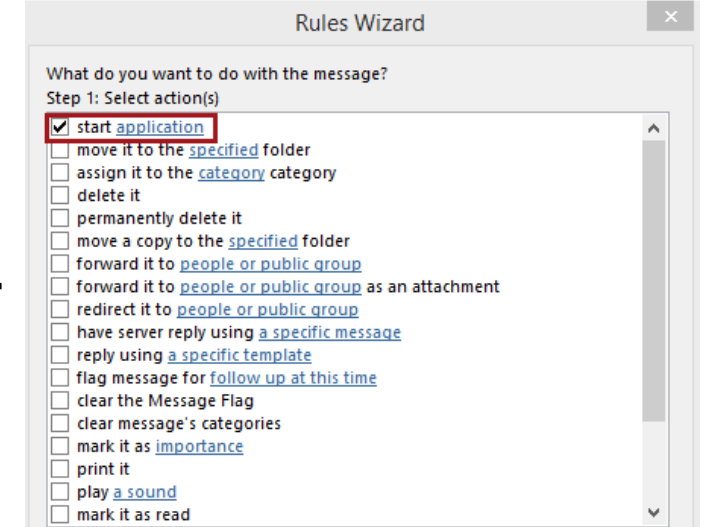 Rules Wizard
What do you want to do with the message?
Step 1: Select action(s)
start application
move it to the specified folder
assign it to the category category
delete it
permanently delete it
move a copy to the specified folder
forward it to people or public group
forward it to people or public group as an attachment
redirect it to people or public group
have server reply using a specific message
reply using a specific template
flag message for follow up at this time
clear the Message Flag
clear message's categories
mark it as importance
print it
play a sound
mark it as read